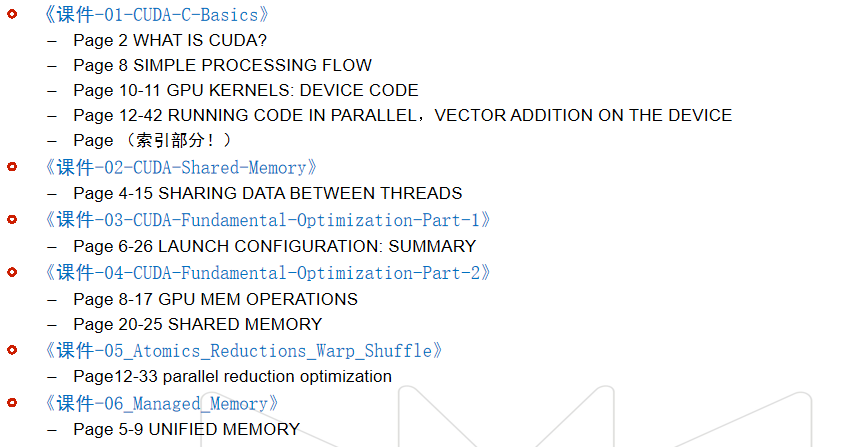 《课件-01-CUDA-C-Basics》
– Page 2 WHAT IS CUDA?
– Page 8 SIMPLE PROCESSING FLOW
– Page 10-11 GPU KERNELS: DEVICE CODE
– Page 12-42 RUNNING CODE IN PARALLEL，VECTOR ADDITION ON THE DEVICE
– Page （索引部分！）
《课件-02-CUDA-Shared-Memory》
– Page 4-15 SHARING DATA BETWEEN THREADS
《课件-03-CUDA-Fundamental-Optimization-Part-1》
– Page 6-26 LAUNCH CONFIGURATION: SUMMARY
《课件-04-CUDA-Fundamental-Optimization-Part-2》
– Page 8-17 GPU MEM OPERATIONS
– Page 20-25 SHARED MEMORY
《课件-05_Atomics_Reductions_Warp_Shuffle》
– Page12-33 parallel reduction optimization
《课件-06_Managed_Memory》
– Page 5-9 UNIFIED MEMORY